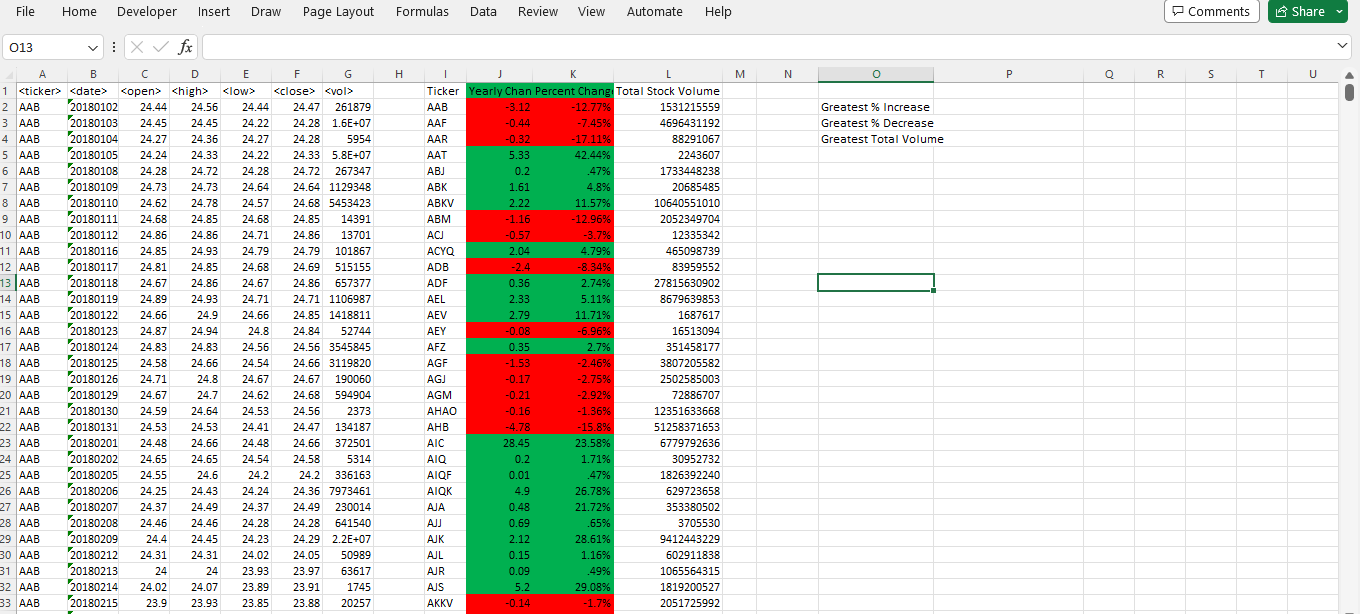 File Home Developer Insert Draw Page Layout Formulas Data Review View Automate Help Comments Share
O13 fx
A B C D E F G H I J K L M N O P Q R S T U
1 <ticker> <date> <open> <high> <low> <close> <vol> Ticker Yearly Chan Percent Change Total Stock Volume
2 AAB 20180102 24.44 24.56 24.44 24.47 261879 AAB -3.12 -12.77% 1531215559 Greatest % Increase
3 AAB 20180103 24.45 24.45 24.22 24.28 1.6E+07 AAF -0.44 -7.45% 4696431192 Greatest % Decrease
4 AAB 20180104 24.27 24.36 24.27 24.28 5954 AAR -0.32 -17.11% 88291067 Greatest Total Volume
5 AAB 20180105 24.24 24.33 24.22 24.33 5.8E+07 AAT 5.33 42.44% 2243607
6 AAB 20180108 24.28 24.72 24.28 24.72 267347 ABJ 0.2 .47% 1733448238
7 AAB 20180109 24.73 24.73 24.64 24.64 1129348 ABK 1.61 4.8% 20685485
8 AAB 20180110 24.62 24.78 24.57 24.68 5453423 ABKV 2.22 11.57% 10640551010
9 AAB 20180111 24.68 24.85 24.68 24.85 14391 ABM -1.16 -12.96% 2052349704
10 AAB 20180112 24.86 24.86 24.71 24.86 13701 ACJ -0.57 -3.7% 12335342
11 AAB 20180116 24.85 24.93 24.79 24.79 101867 ACYQ 2.04 4.79% 465098739
12 AAB 20180117 24.81 24.85 24.68 24.69 515155 ADB -2.4 -8.34% 83959552
13 AAB 20180118 24.67 24.86 24.67 24.86 657377 ADF 0.36 2.74% 27815630902
14 AAB 20180119 24.89 24.93 24.71 24.71 1106987 AEL 2.33 5.11% 8679639853
15 AAB 20180122 24.66 24.9 24.66 24.85 1418811 AEV 2.79 11.71% 1687617
16 AAB 20180123 24.87 24.94 24.8 24.84 52744 AEY -0.08 -6.96% 16513094
17 AAB 20180124 24.83 24.83 24.56 24.56 3545845 AFZ 0.35 2.7% 351458177
18 AAB 20180125 24.58 24.66 24.54 24.66 3119820 AGF -1.53 -2.46% 3807205582
19 AAB 20180126 24.71 24.8 24.67 24.67 190060 AGJ -0.17 -2.75% 2502585003
20 AAB 20180129 24.67 24.7 24.62 24.68 594904 AGM -0.21 -2.92% 72886707
21 AAB 20180130 24.59 24.64 24.53 24.56 2373 AHAO -0.16 -1.36% 12351633668
22 AAB 20180131 24.53 24.53 24.41 24.47 134187 AHB -4.78 -15.8% 51258371653
23 AAB 20180201 24.48 24.66 24.48 24.66 372501 AIC 28.45 23.58% 6779792636
24 AAB 20180202 24.65 24.65 24.54 24.58 5314 AIQ 0.2 1.71% 30952732
25 AAB 20180205 24.55 24.6 24.2 24.2 336163 AIQF 0.01 .47% 1826392240
26 AAB 20180206 24.25 24.43 24.24 24.36 7973461 AIQK 4.9 26.78% 629723658
27 AAB 20180207 24.37 24.49 24.37 24.49 230014 AJA 0.48 21.72% 353380502
28 AAB 20180208 24.46 24.46 24.28 24.28 641540 AJJ 0.69 .65% 3705530
29 AAB 20180209 24.4 24.45 24.23 24.29 2.2E+07 AJK 2.12 28.61% 9412443229
30 AAB 20180212 24.31 24.31 24.02 24.05 50989 AJL 0.15 1.16% 602911838
31 AAB 20180213 24 24 23.93 23.97 63617 AJR 0.09 .49% 1065564315
32 AAB 20180214 24.02 24.07 23.89 23.91 1745 AJS 5.2 29.08% 1819200527
33 AAB 20180215 23.9 23.93 23.85 23.88 20257 AKKV -0.14 -1.7% 2051725992